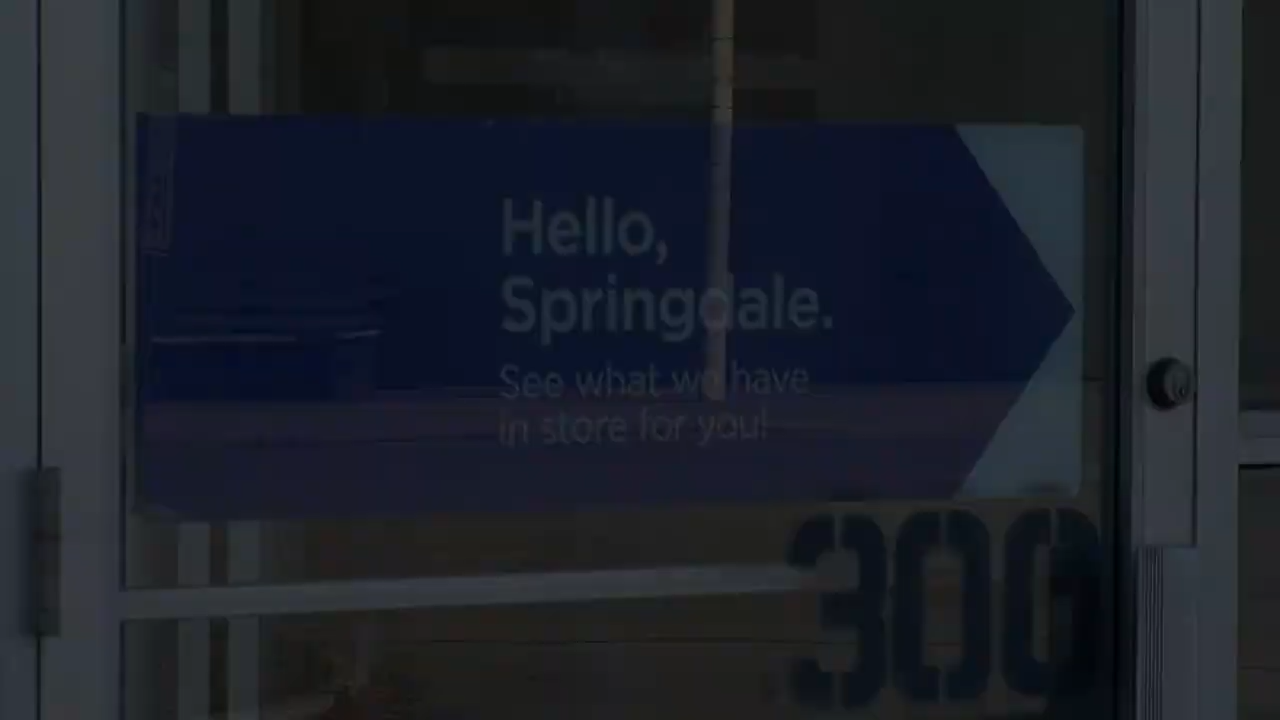 Hello,
Springdale.
See what we have
in store for you!
300